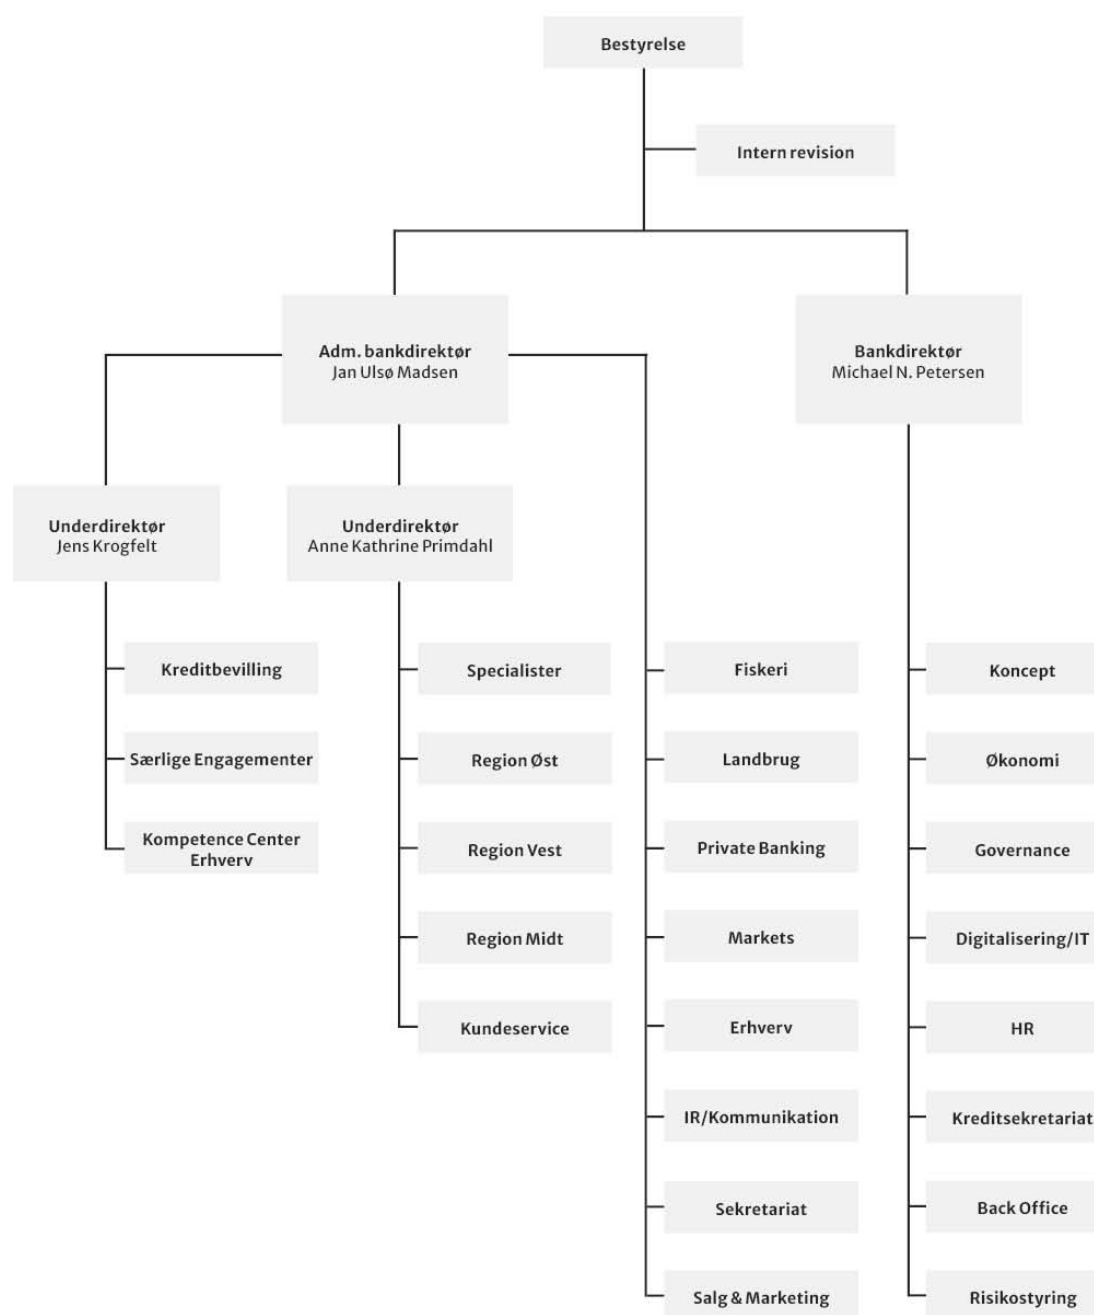 Bestyrelse
Intern revision
Adm. bankdirektør
Jan Ulsø Madsen
Bankdirektør
Michael N. Petersen
Underdirektør
Jens Krogfelt
Underdirektør
Anne Kathrine Primdahl
Kreditbevilling
Særlige Engagementer
Kompetence Center
Erhverv
Specialister
Region Øst
Region Vest
Region Midt
Kundeservice
Fiskeri
Landbrug
Private Banking
Markets
Erhverv
IR/Kommunikation
Sekretariat
Salg & Marketing
Koncept
Økonomi
Governance
Digitalisering/IT
HR
Kreditsekretariat
Back Office
Risikostyring